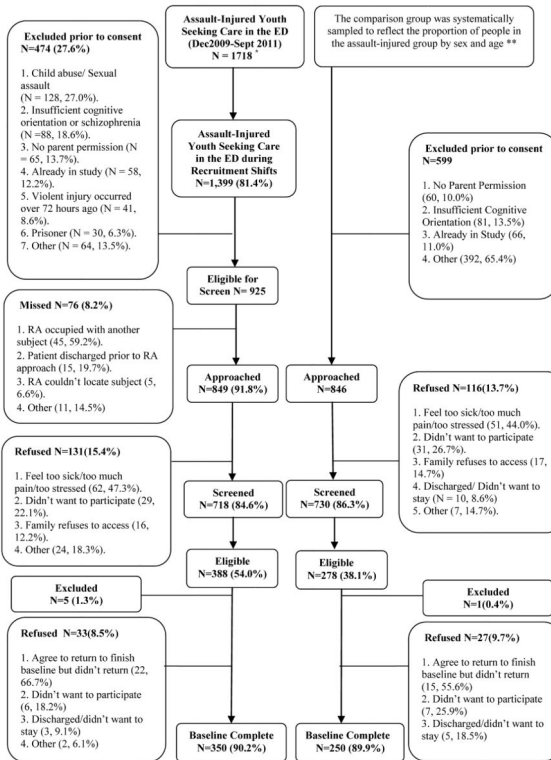 Assault-Injured Youth
Seeking Care in the ED
(Dec2009-Sept 2011)
N = 1718 *
The comparison group was systematically
sampled to reflect the proportion of people in
the assault-injured group by sex and age **
Excluded prior to consent
N=474 (27.6%)
1. Child abuse/ Sexual
assault
(N = 128, 27.0%).
2. Insufficient cognitive
orientation or schizophrenia
(N =88, 18.6%).
3. No parent permission (N
= 65, 13.7%).
4. Already in study (N = 58,
12.2%).
5. Violent injury occurred
over 72 hours ago (N = 41,
8.6%).
6. Prisoner (N = 30, 6.3%).
7. Other (N = 64, 13.5%).
Assault-Injured
Youth Seeking Care
in the ED during
Recruitment Shifts
N=1,399 (81.4%)
Excluded prior to consent
N=599
1. No Parent Permission
(60, 10.0%)
2. Insufficient Cognitive
Orientation (81, 13.5%)
3. Already in Study (66,
11.0%)
4. Other (392, 65.4%)
Eligible for
Screen N= 925
Missed N=76 (8.2%)
1. RA occupied with another
subject (45, 59.2%).
2. Patient discharged prior to RA
approach (15, 19.7%).
3. RA couldn't locate subject (5,
6.6%).
4. Other (11, 14.5%)
Approached
N=849 (91.8%)
Approached
N=846
Refused N=116(13.7%)
1. Feel too sick/too much
pain/too stressed (51, 44.0%).
2. Didn't want to participate
(31, 26.7%).
3. Family refuses to access (17,
14.7%)
4. Discharged/ Didn't want to
stay (N = 10, 8.6%)
5. Other (7, 14.7%).
Refused N=131(15.4%)
1. Feel too sick/too much
pain/too stressed (62, 47.3%).
2. Didn't want to participate (29,
22.1%).
3. Family refuses to access (16,
12.2%).
4. Other (24, 18.3%).
Screened
N=718 (84.6%)
Screened
N=730 (86.3%)
Eligible
N=388 (54.0%)
Eligible
N=278 (38.1%)
Excluded
N=5 (1.3%)
Excluded
N=1(0.4%)
Refused N=33(8.5%)
1. Agree to return to finish
baseline but didn't return (22,
66.7%)
2. Didn't want to participate
(6, 18.2%)
3. Discharged/didn't want to
stay (3, 9.1%)
4. Other (2, 6.1%)
Refused N=27(9.7%)
1. Agree to return to finish
baseline but didn't return
(15, 55.6%)
2. Didn't want to participate
(7, 25.9%)
3. Discharged/didn't want to
stay (5, 18.5%)
Baseline Complete
N=350 (90.2%)
Baseline Complete
N=250 (89.9%)